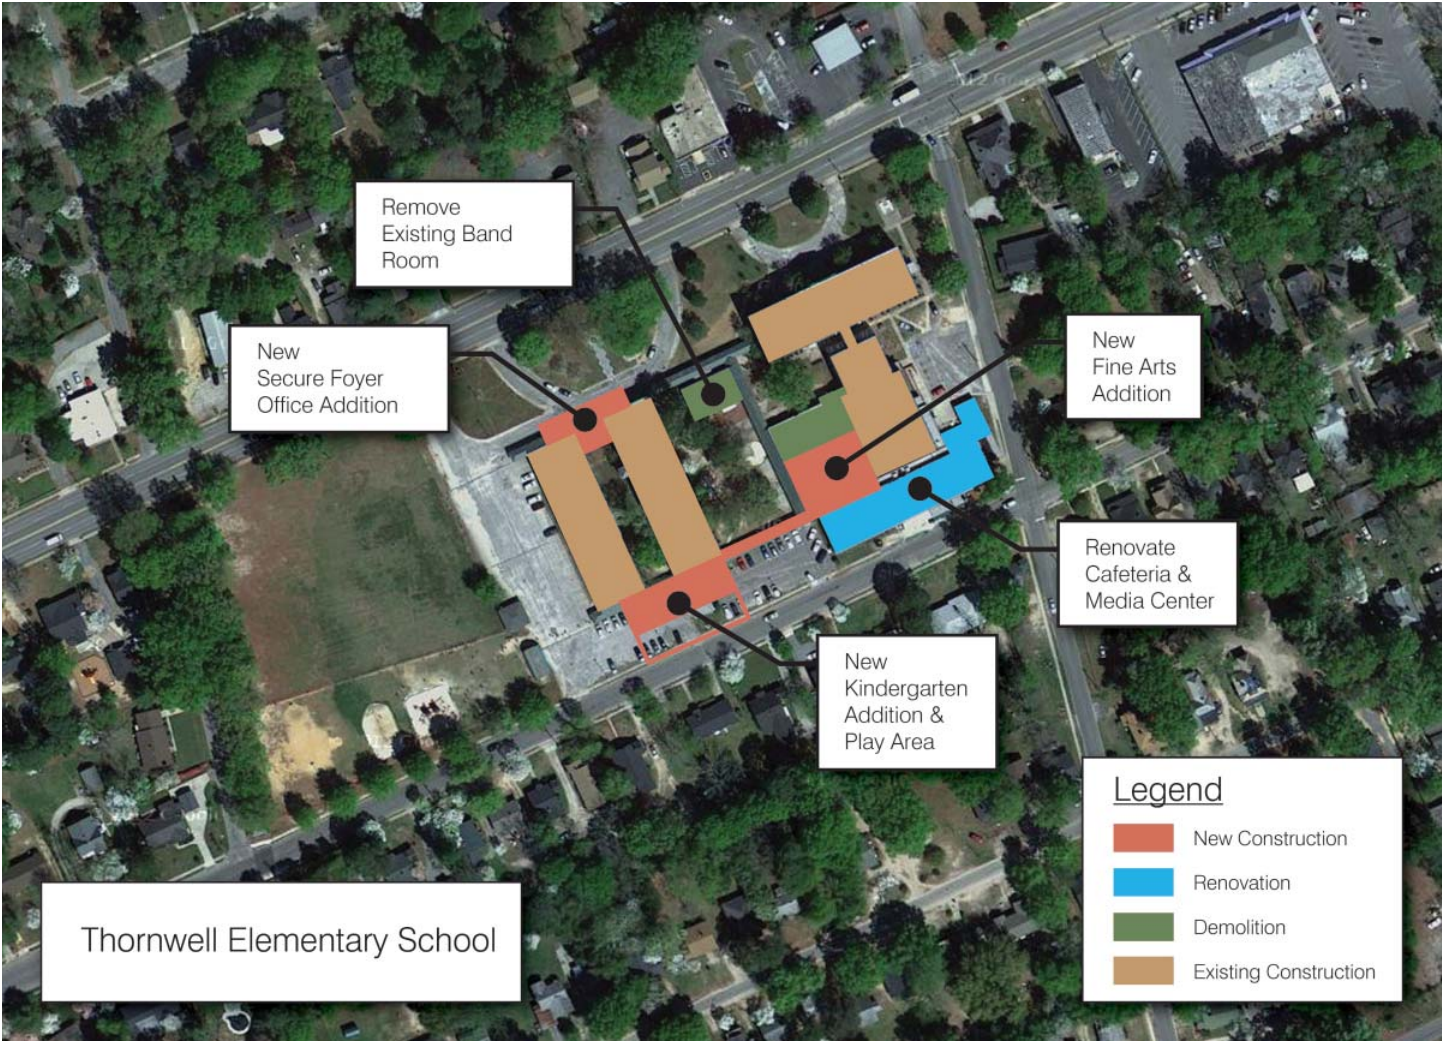 Remove
Existing Band
Room
New
Secure Foyer
Office Addition
New
Fine Arts
Addition
Renovate
Cafeteria &
Media Center
New
Kindergarten
Addition &
Play Area
Legend
New Construction
Renovation
Demolition
Existing Construction
Thornwell Elementary School